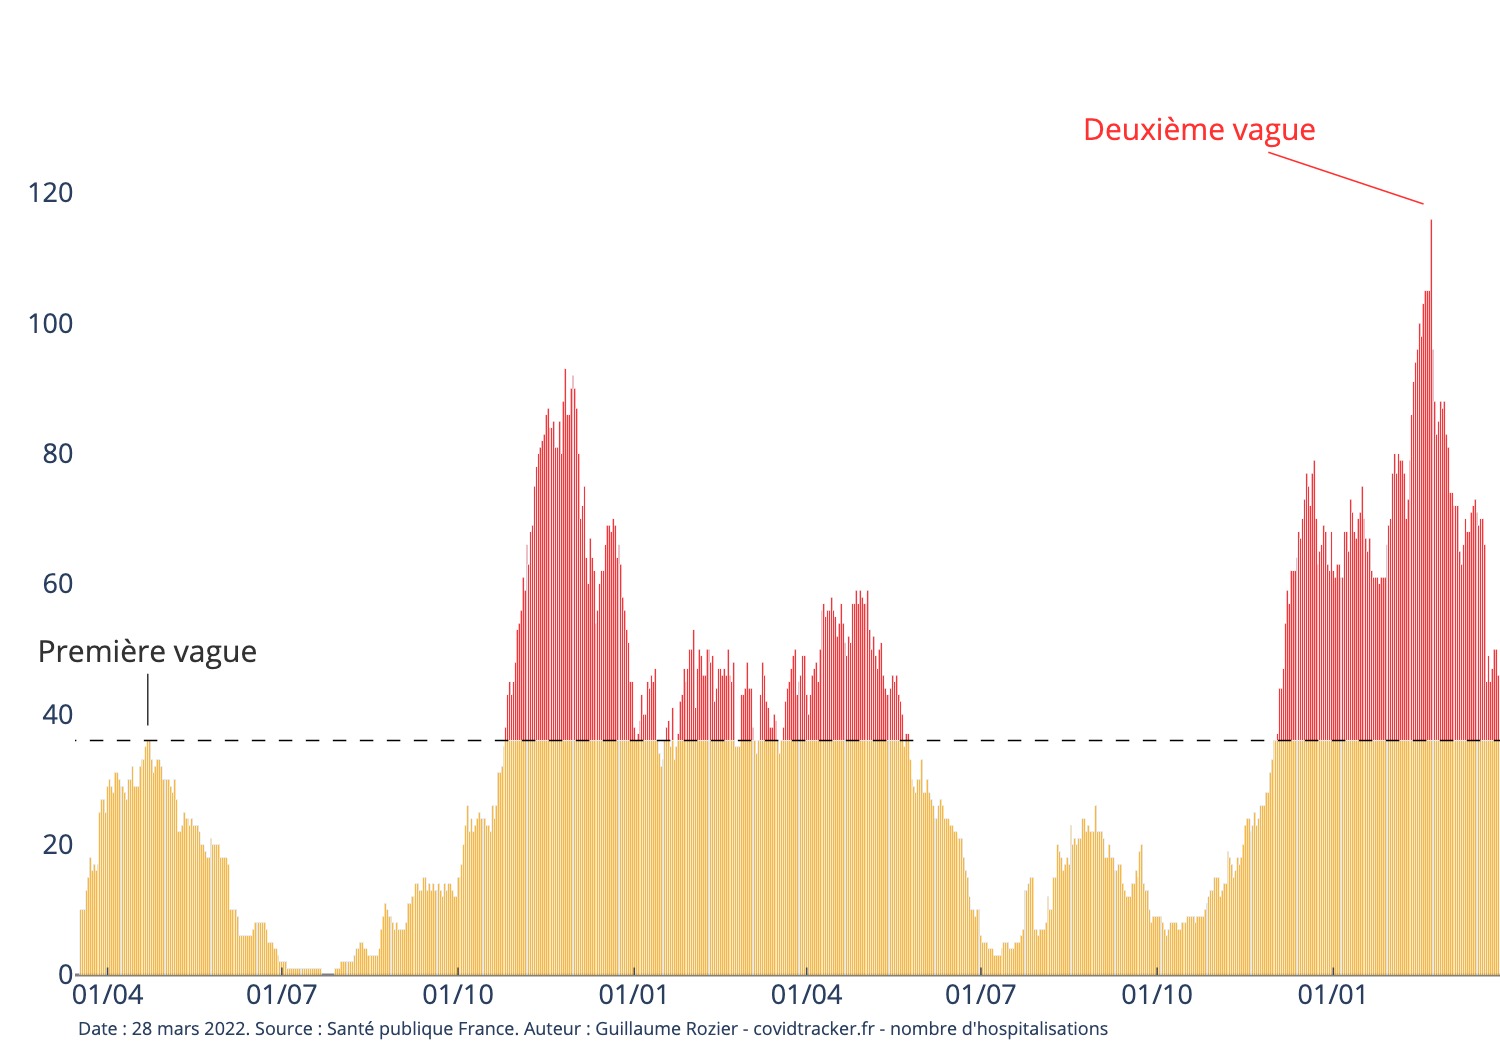 Deuxième vague
120
100
80
60
Première vague
40
20
0
01/04 01/07 01/10 01/01 01/04 01/07 01/10 01/01
Date : 28 mars 2022. Source : Santé publique France. Auteur : Guillaume Rozier - covidtracker.fr - nombre d'hospitalisations